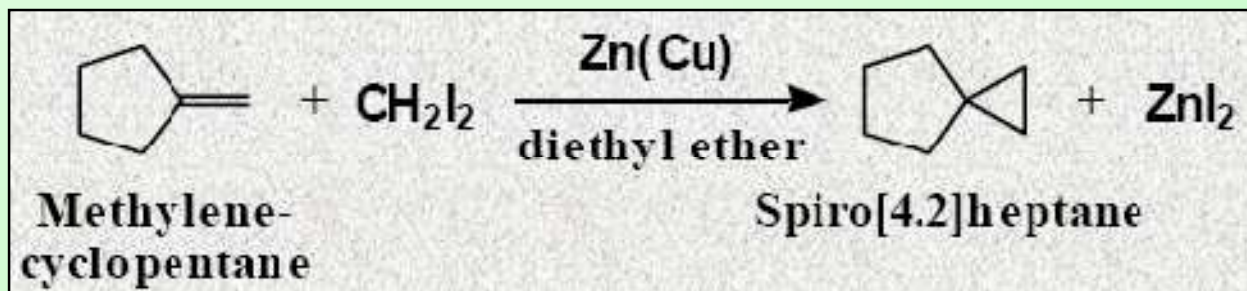 Zn(Cu)
+ CH₂I₂ + ZnI₂
diethyl ether
Methylene- Spiro[4.2]heptane
cyclopentane